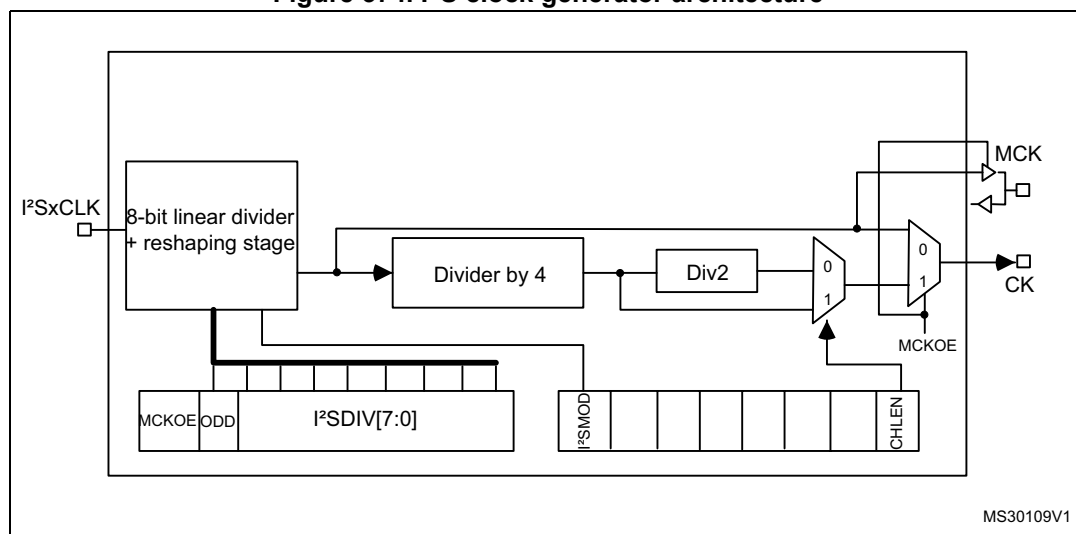 MCK
I²SxCLK
8-bit linear divider
+ reshaping stage
Divider by 4
Div2
0
1
0
1
CK
MCKOE
MCKOE
ODD
I²SDIV[7:0]
I²SMOD
CHLEN
MS30109V1